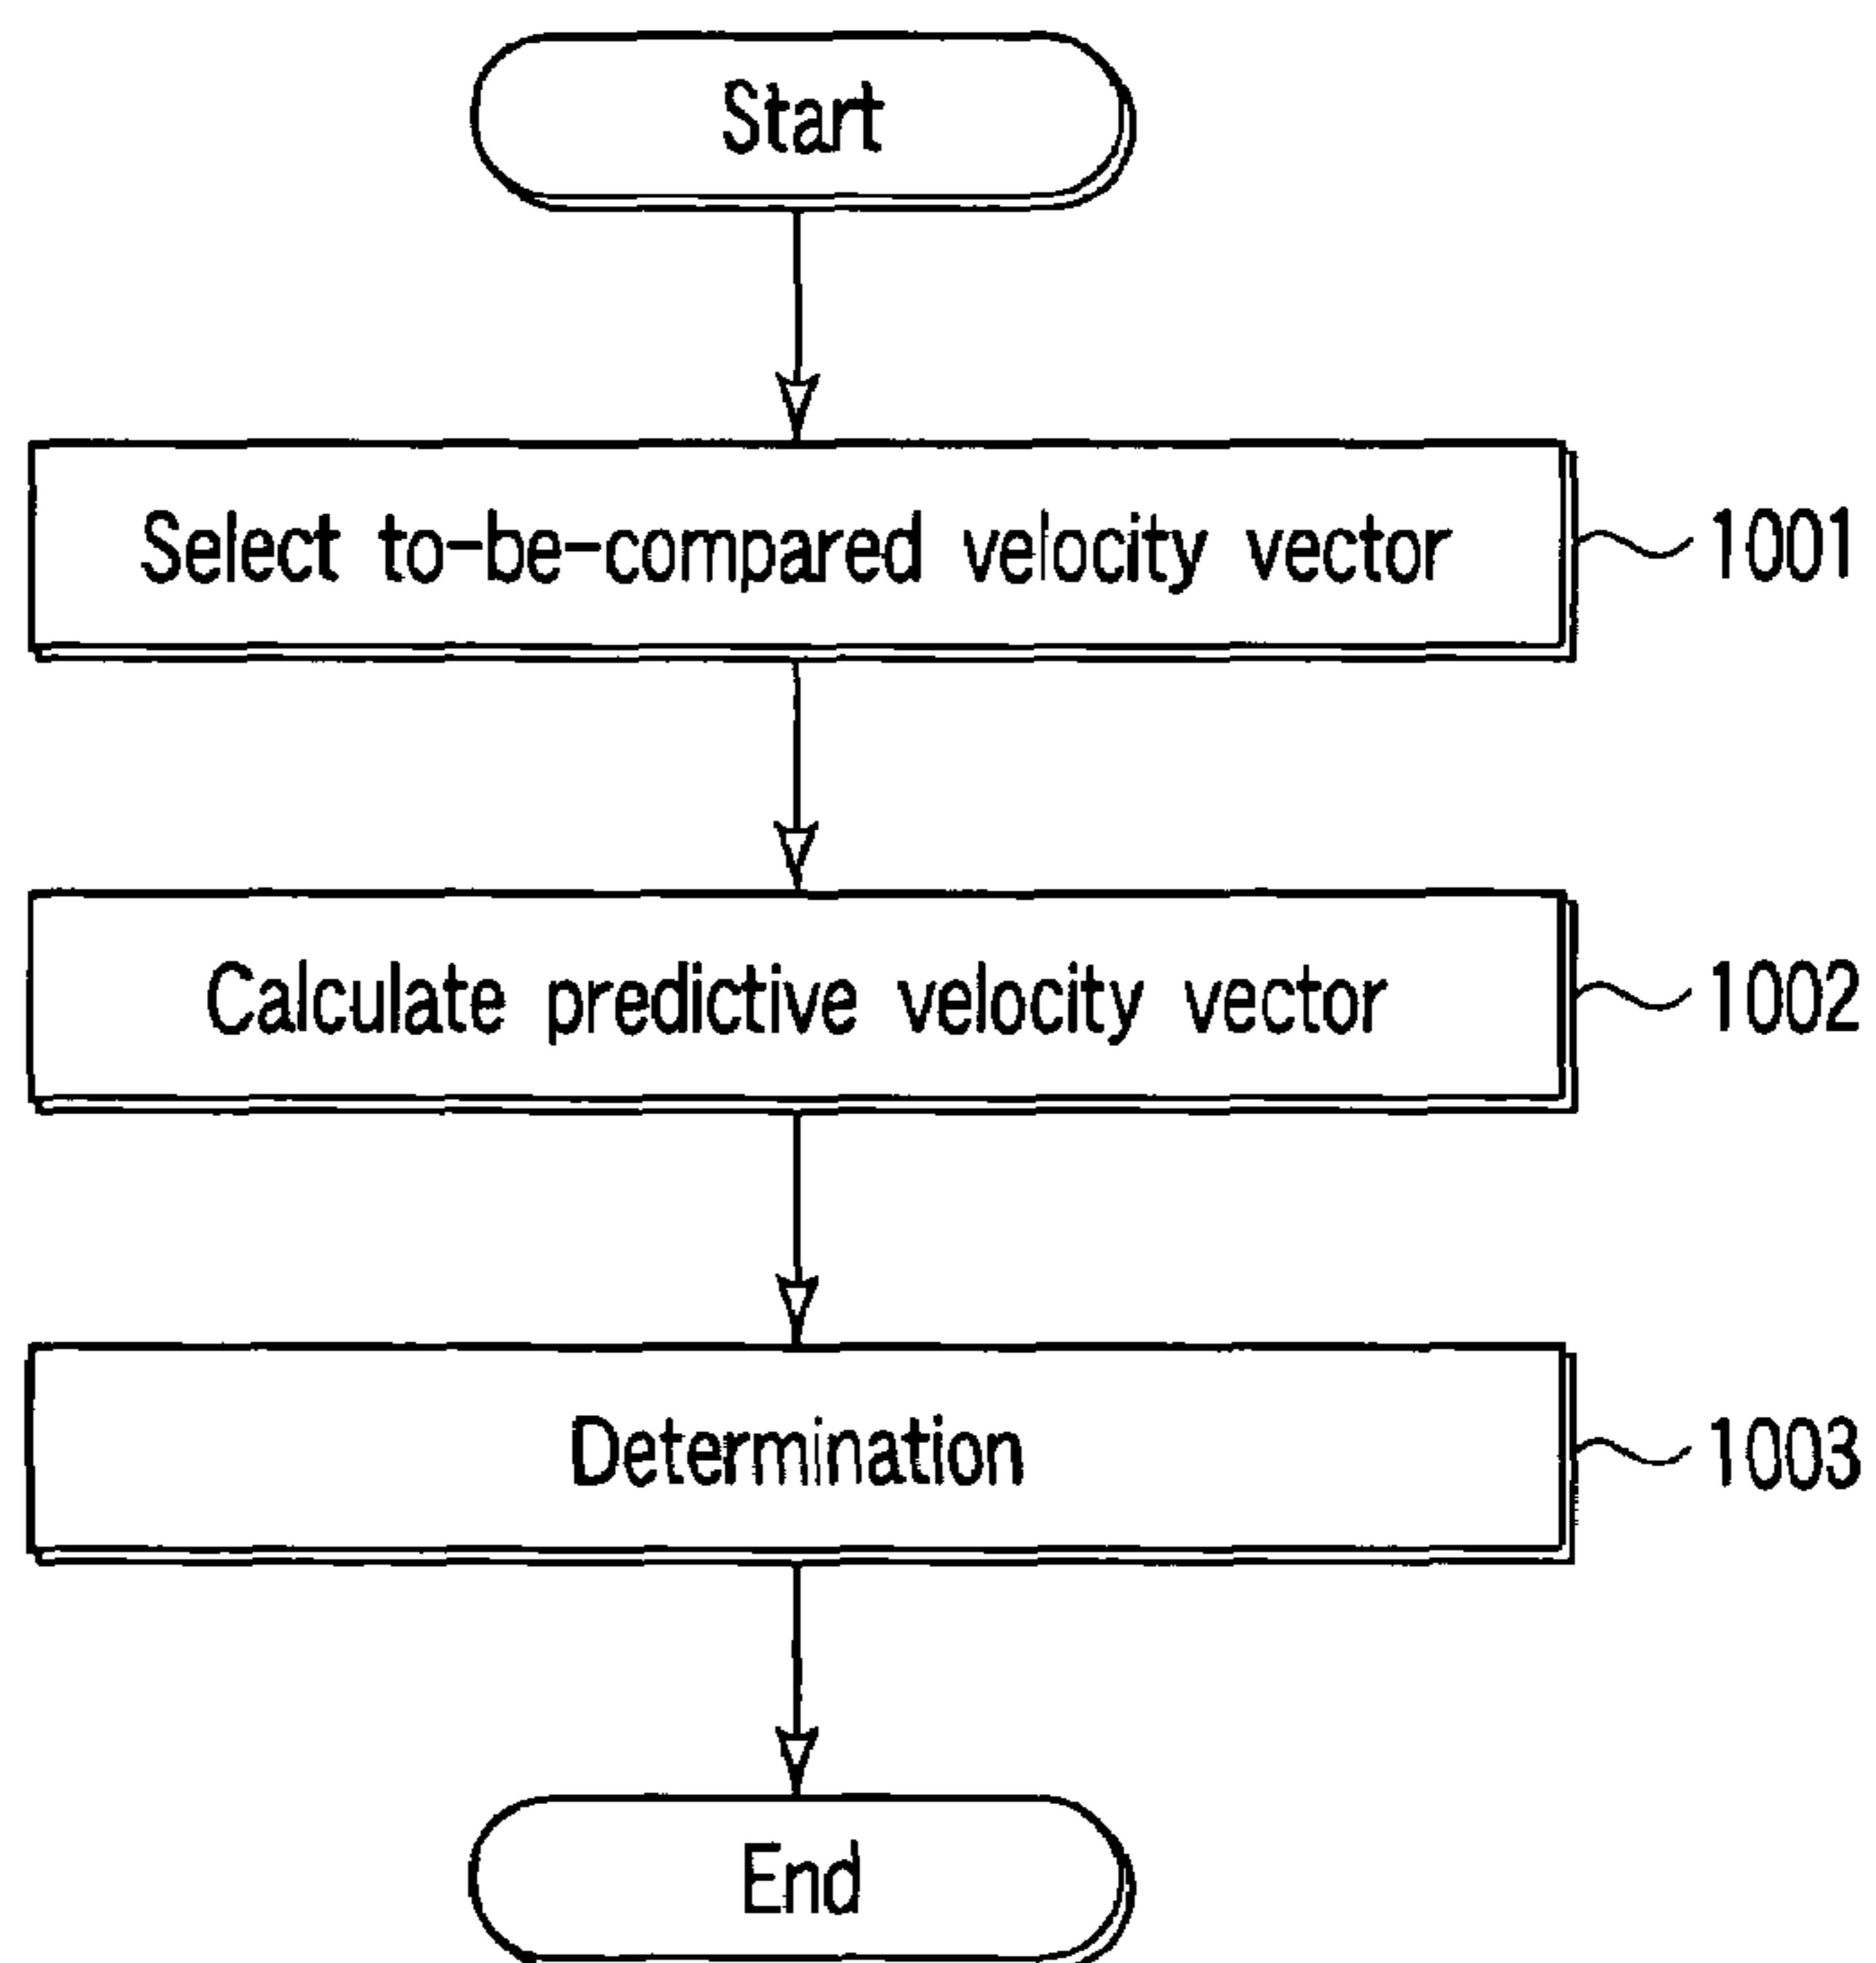 Start
Select to-be-compared velocity vector
1001
Calculate predictive velocity vector
1002
Determination
1003
End